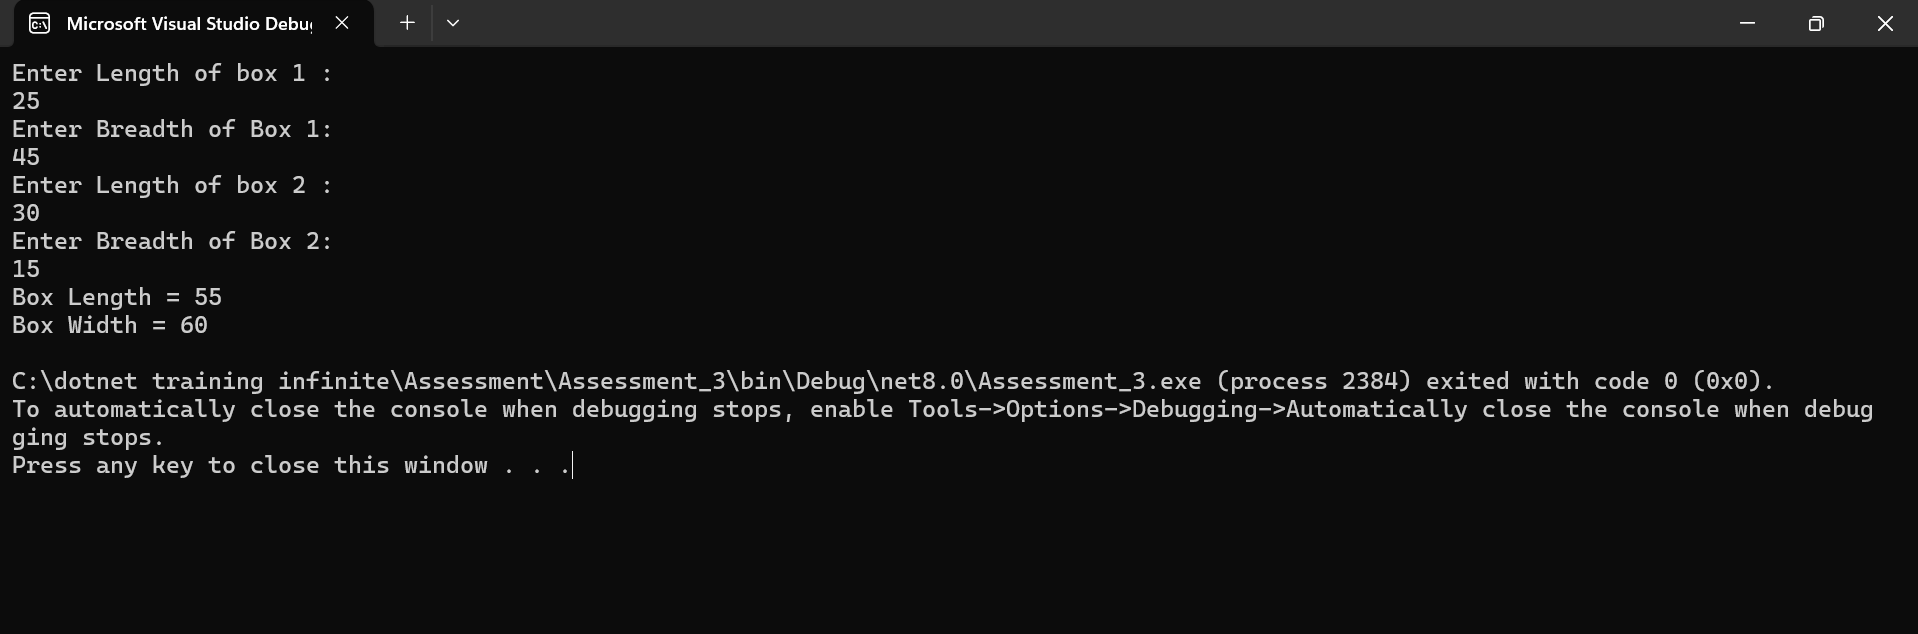 Microsoft Visual Studio Debu
Enter Length of box 1 :
25
Enter Breadth of Box 1:
45
Enter Length of box 2 :
30
Enter Breadth of Box 2:
15
Box Length = 55
Box Width = 60
C:\dotnet training infinite\Assessment\Assessment_3\bin\Debug\net8.0\Assessment_3.exe (process 2384) exited with code 0 (0x0).
To automatically close the console when debugging stops, enable Tools->Options->Debugging->Automatically close the console when debug
ging stops.
Press any key to close this window . . .